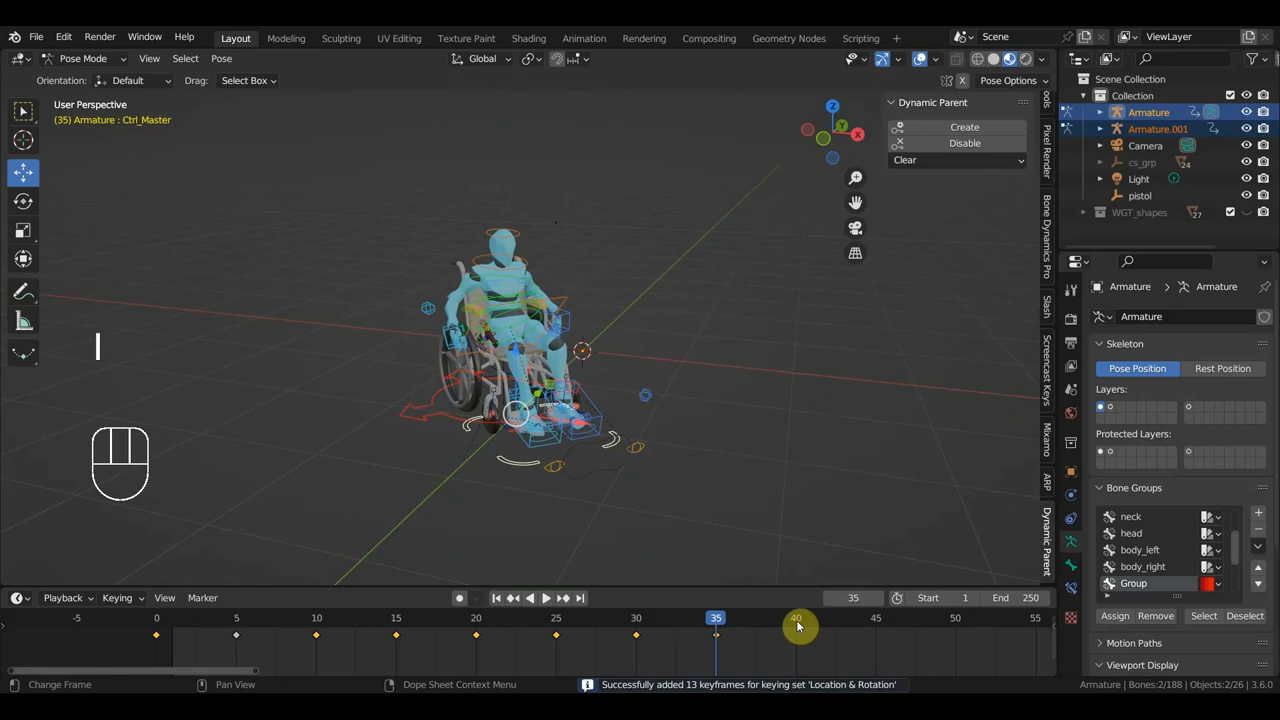 File Edit Render Window Help Layout Modeling Sculpting UV Editing Texture Paint Shading Animation Rendering Compositing Geometry Nodes Scripting + Scene ViewLayer
Pose Mode View Select Pose Global Pose Options
Orientation: Default Drag: Select Box X
User Perspective
(35) Armature : Ctrl_Master
Dynamic Parent
Create
Disable
Clear
Z
Y
X
Pixel Render
Bone Dynamics Pro
Slash
Screencast Keys
Mixamo
ARP
Dynamic Parent
I
Scene Collection
Collection
Armature
Armature.001
Camera
cs_grp 24
Light
pistol
WGT_shapes 27
Armature > Armature
Armature
Skeleton
Pose Position Rest Position
Layers:
Protected Layers:
Bone Groups
neck
head
body_left
body_right
Group
Assign Remove Select Deselect
Motion Paths
Viewport Display
Playback Keying View Marker 35 Start 1 End 250
-5 0 5 10 15 20 25 30 35 40 45 50 55
Change Frame Pan View Dope Sheet Context Menu Successfully added 13 keyframes for keying set 'Location & Rotation' Armature | Bones:2/188 | Objects:2/26 | 3.6.0